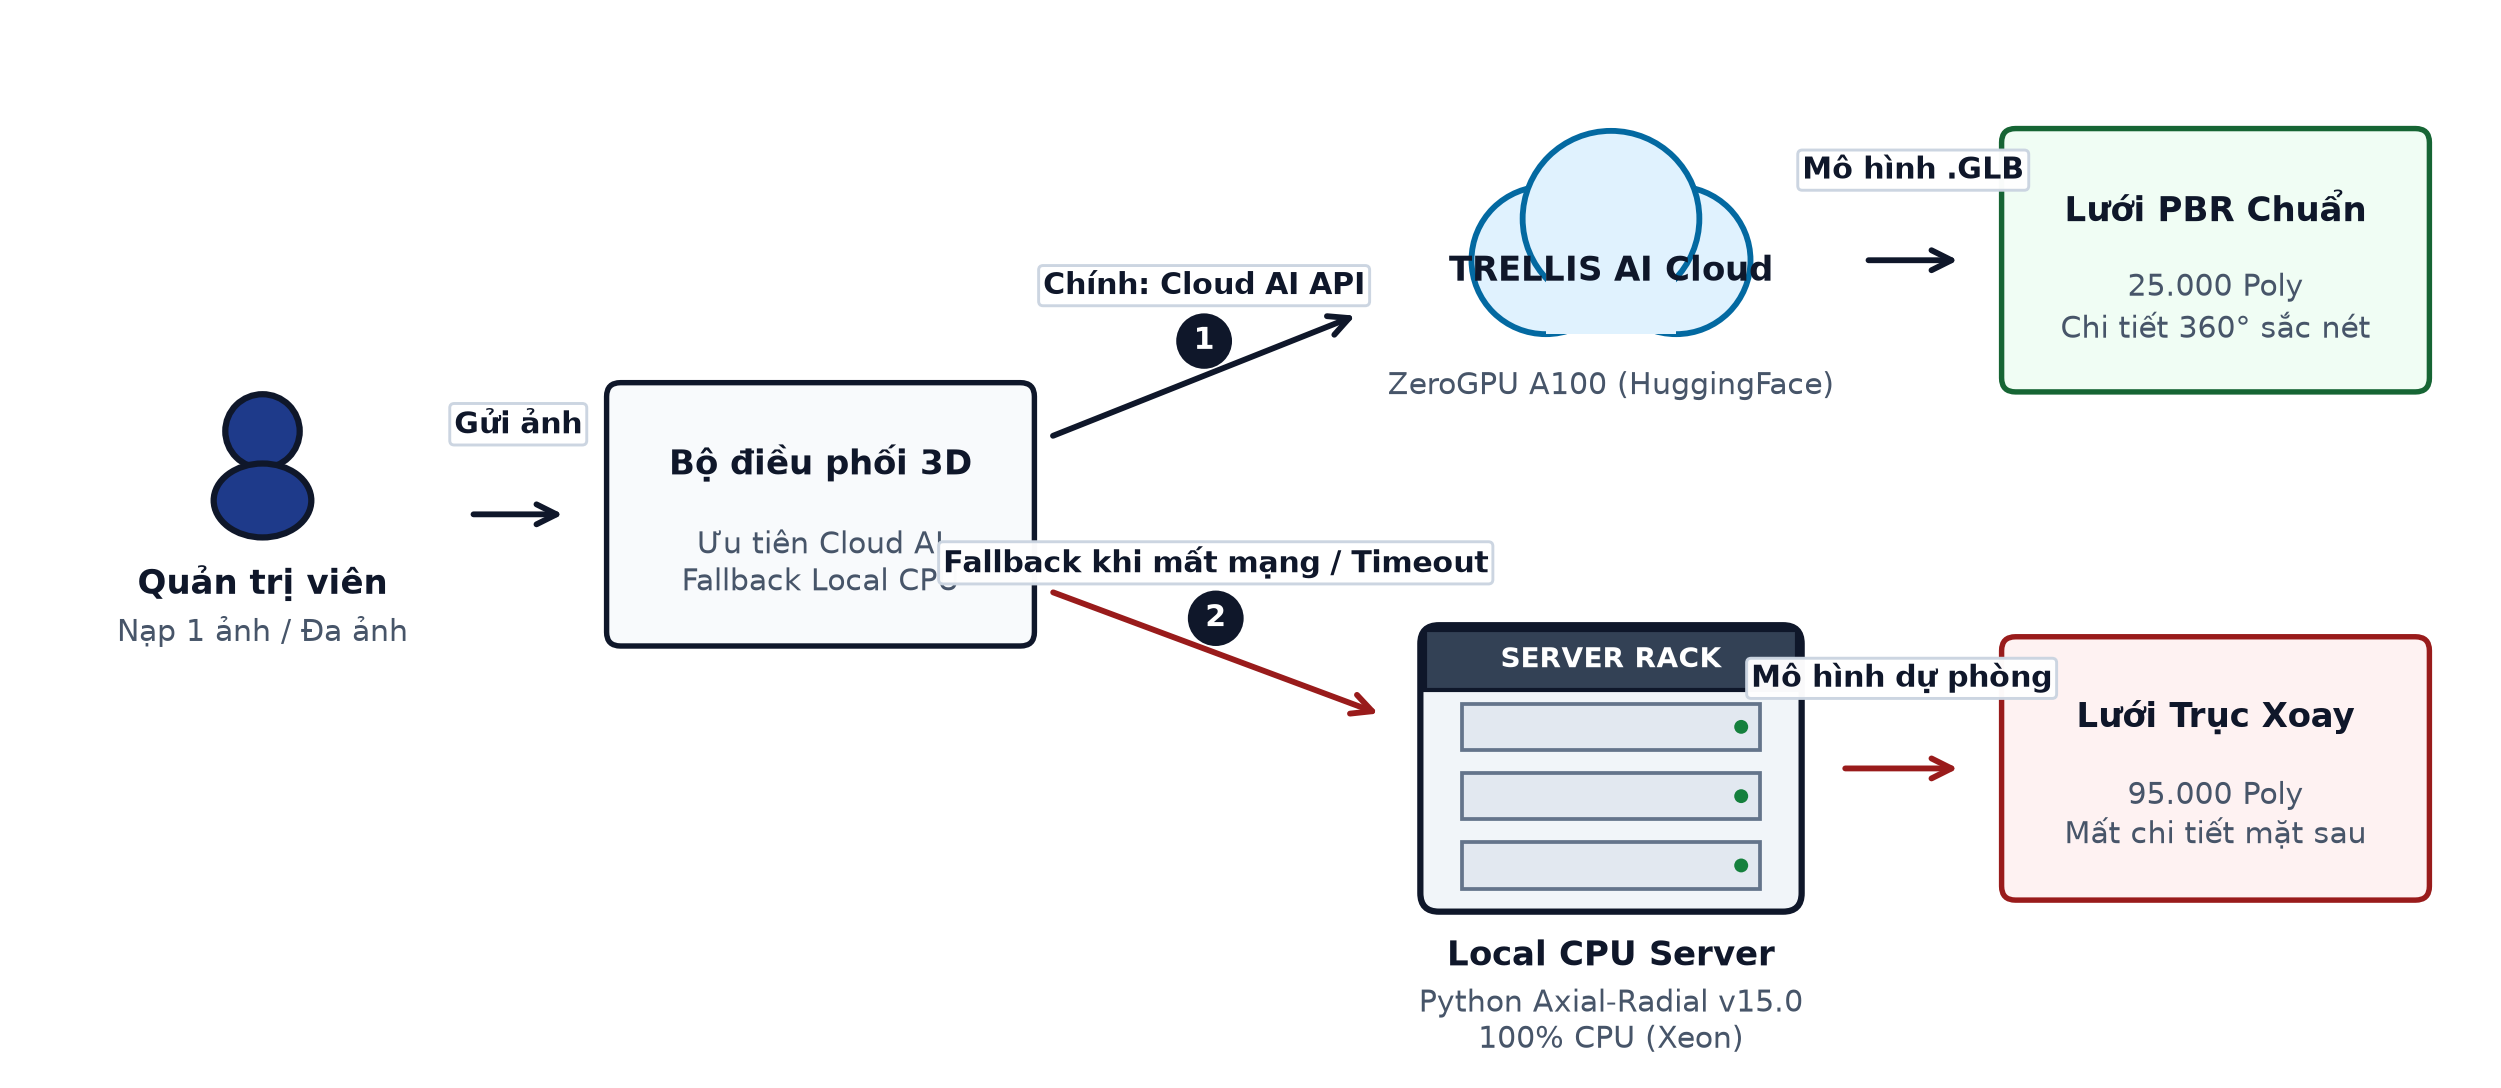 Quản trị viên
Nạp 1 ảnh / Đa ảnh
Gửi ảnh
Bộ điều phối 3D
Ưu tiên Cloud AI
Fallback Local CPU
Chính: Cloud AI API
1
TRELLIS AI Cloud
ZeroGPU A100 (HuggingFace)
Mô hình .GLB
Lưới PBR Chuẩn
25.000 Poly
Chi tiết 360° sắc nét
Fallback khi mất mạng / Timeout
2
SERVER RACK
Local CPU Server
Python Axial-Radial v15.0
100% CPU (Xeon)
Mô hình dự phòng
Lưới Trục Xoay
95.000 Poly
Mất chi tiết mặt sau